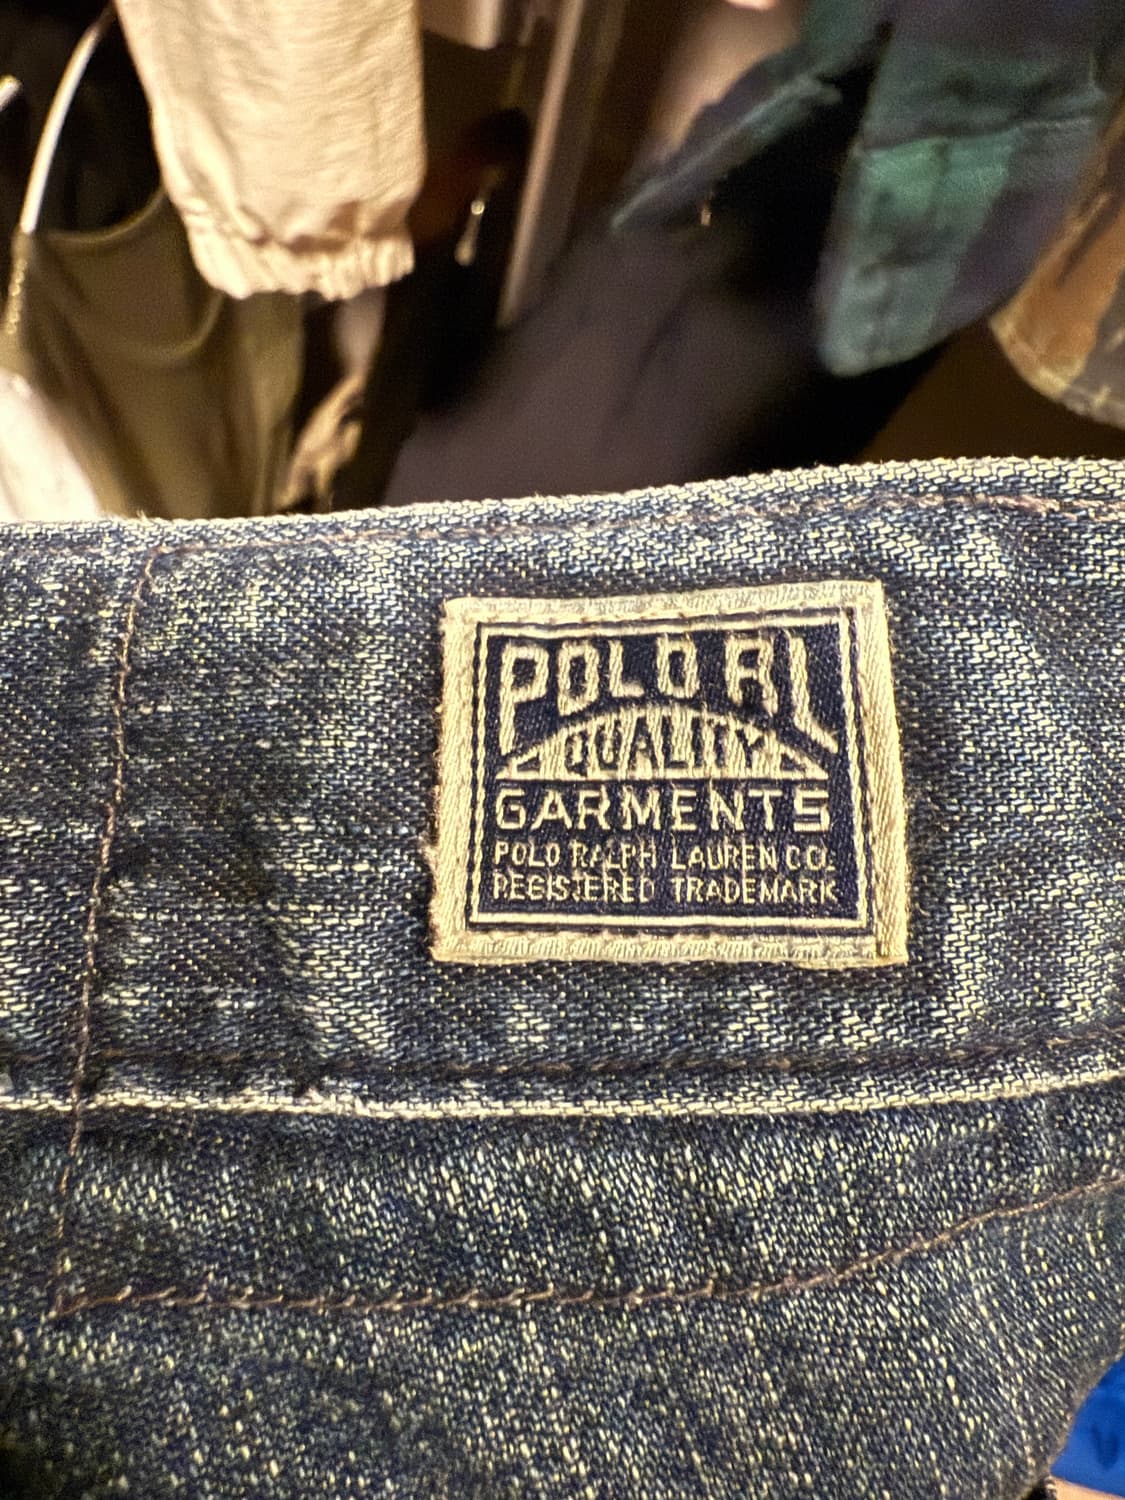 POLO RL
QUALITY
GARMENTS
POLO RALPH LAUREN CO.
REGISTERED TRADEMARK